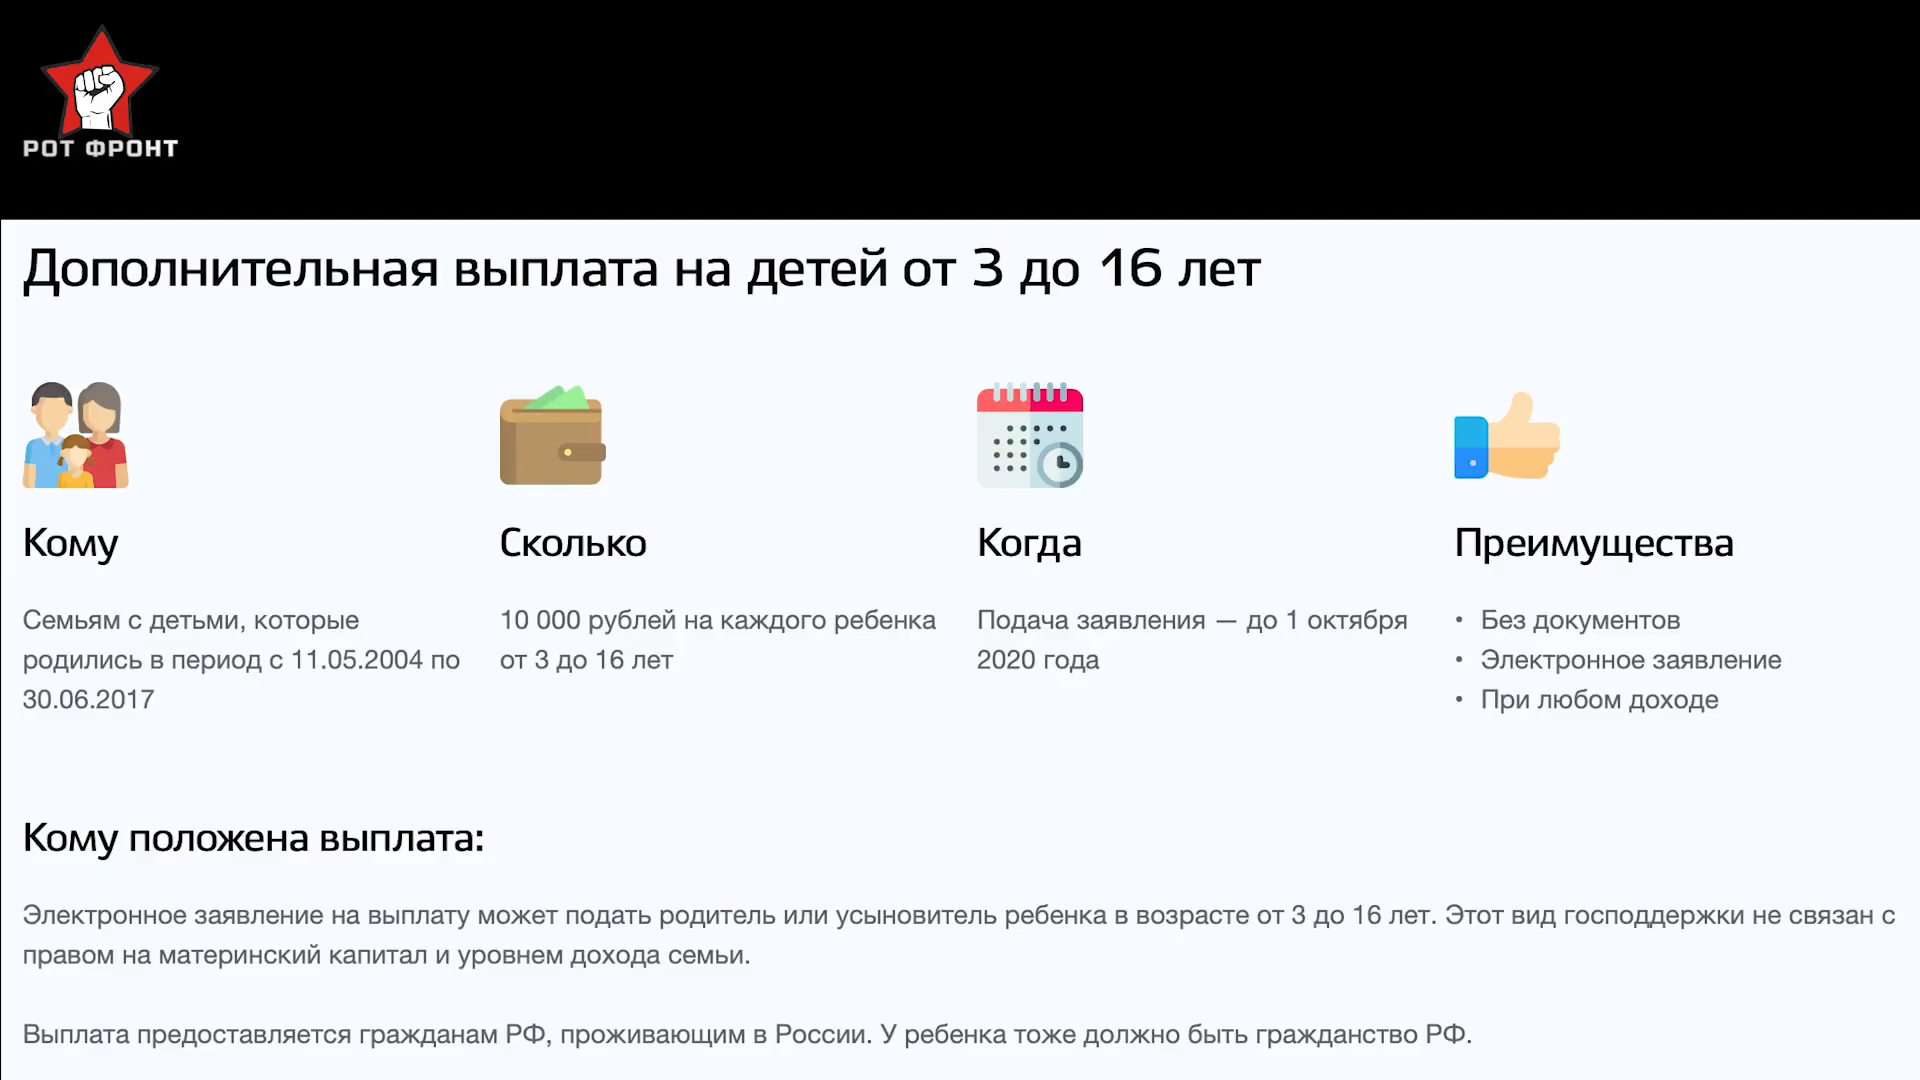 РОТ ФРОНТ
Дополнительная выплата на детей от 3 до 16 лет
Кому
Семьям с детьми, которые
родились в период с 11.05.2004 по
30.06.2017
Сколько
10 000 рублей на каждого ребенка
от 3 до 16 лет
Когда
Подача заявления — до 1 октября
2020 года
Преимущества
• Без документов
• Электронное заявление
• При любом доходе
Кому положена выплата:
Электронное заявление на выплату может подать родитель или усыновитель ребенка в возрасте от 3 до 16 лет. Этот вид господдержки не связан с
правом на материнский капитал и уровнем дохода семьи.
Выплата предоставляется гражданам РФ, проживающим в России. У ребенка тоже должно быть гражданство РФ.